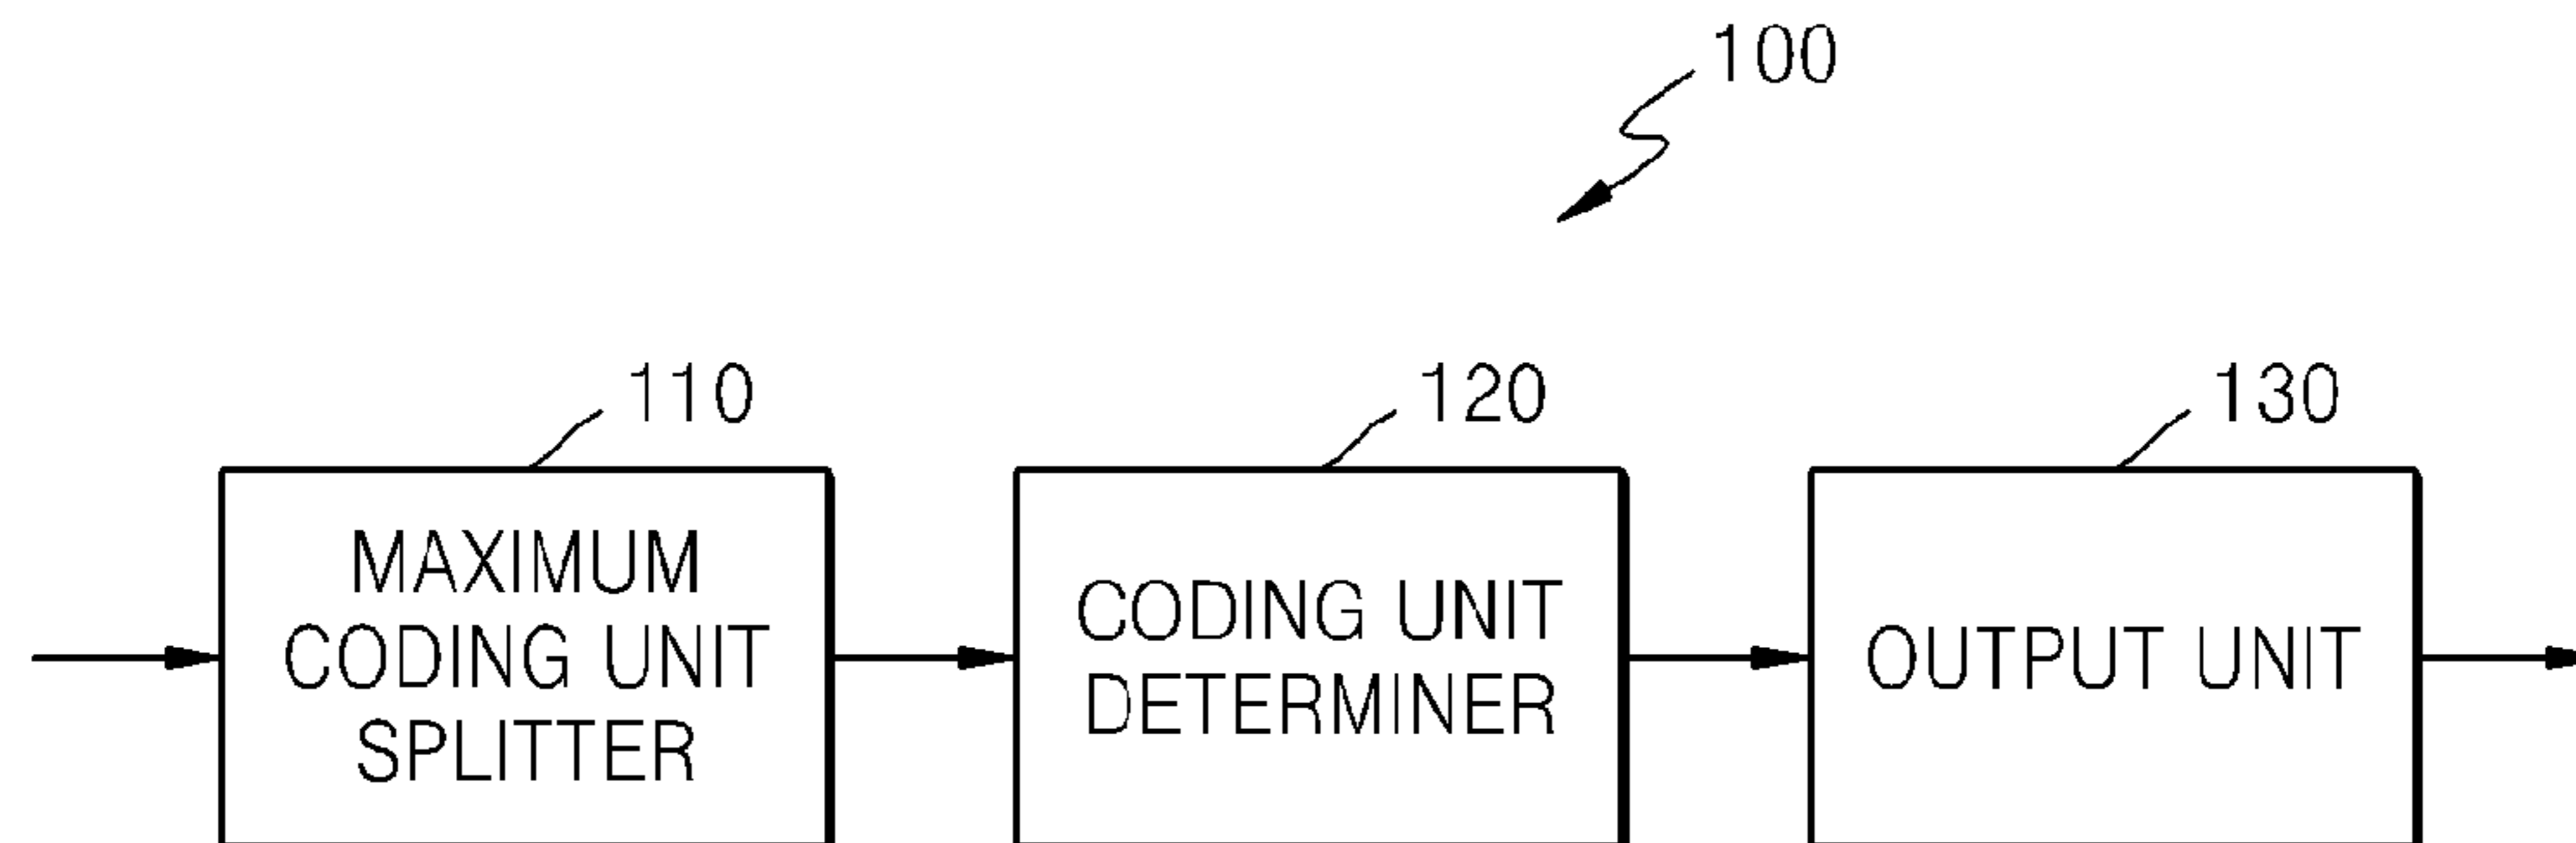 100
110
120
130
MAXIMUM
CODING UNIT
SPLITTER
CODING UNIT
DETERMINER
OUTPUT UNIT